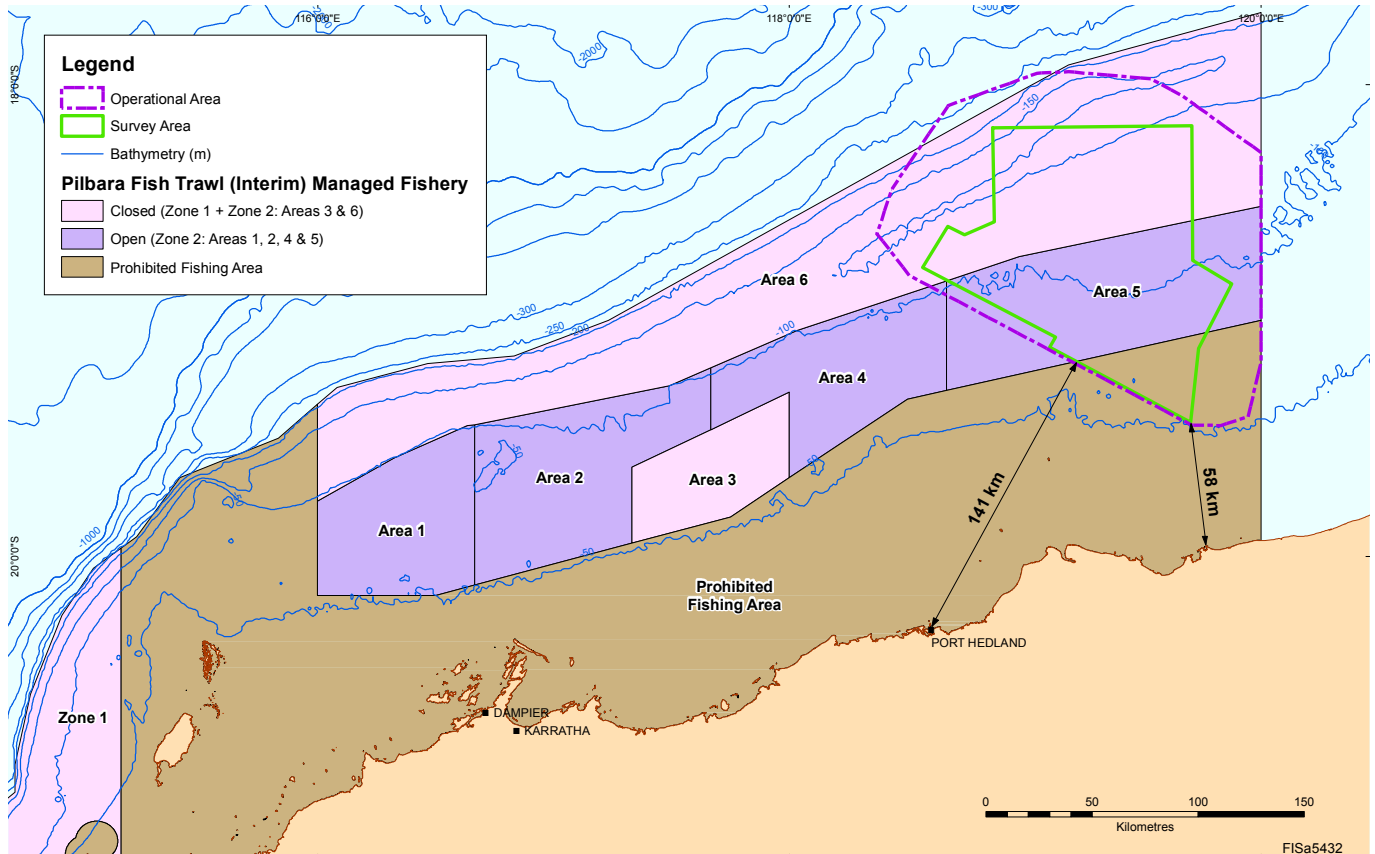 116°0'0"E
118°0'0"E
120°0'0"E
18°0'0"S
20°0'0"S
Legend
Operational Area
Survey Area
Bathymetry (m)
Pilbara Fish Trawl (Interim) Managed Fishery
Closed (Zone 1 + Zone 2: Areas 3 & 6)
Open (Zone 2: Areas 1, 2, 4 & 5)
Prohibited Fishing Area
-2000
-300
-150
Area 6
Area 5
-300
-250
-200
-100
Area 4
-50
Area 2
Area 3
-50
Area 1
-50
-50
-1000
141 km
58 km
Prohibited
Fishing Area
PORT HEDLAND
Zone 1
DAMPIER
KARRATHA
0
50
100
150
Kilometres
FISa5432